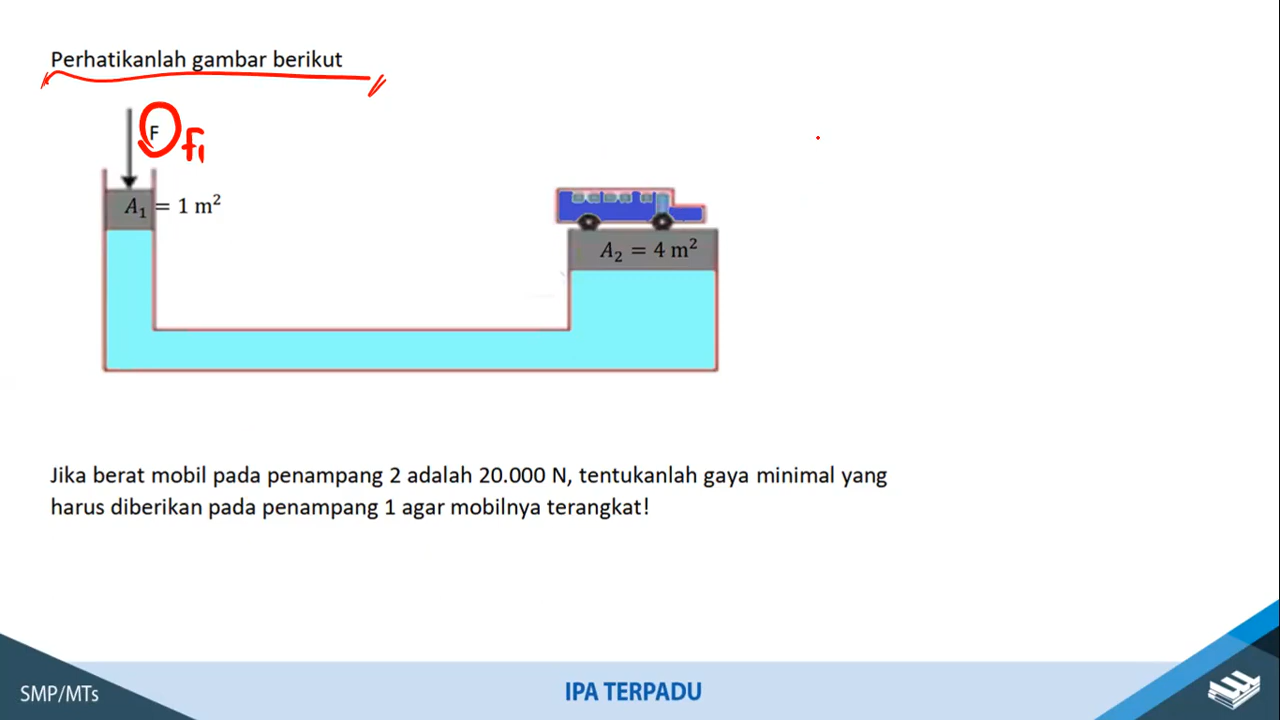 Perhatikanlah gambar berikut
F
F₁
A₁ = 1 m²
A₂ = 4 m²
Jika berat mobil pada penampang 2 adalah 20.000 N, tentukanlah gaya minimal yang
harus diberikan pada penampang 1 agar mobilnya terangkat!
SMP/MTs
IPA TERPADU